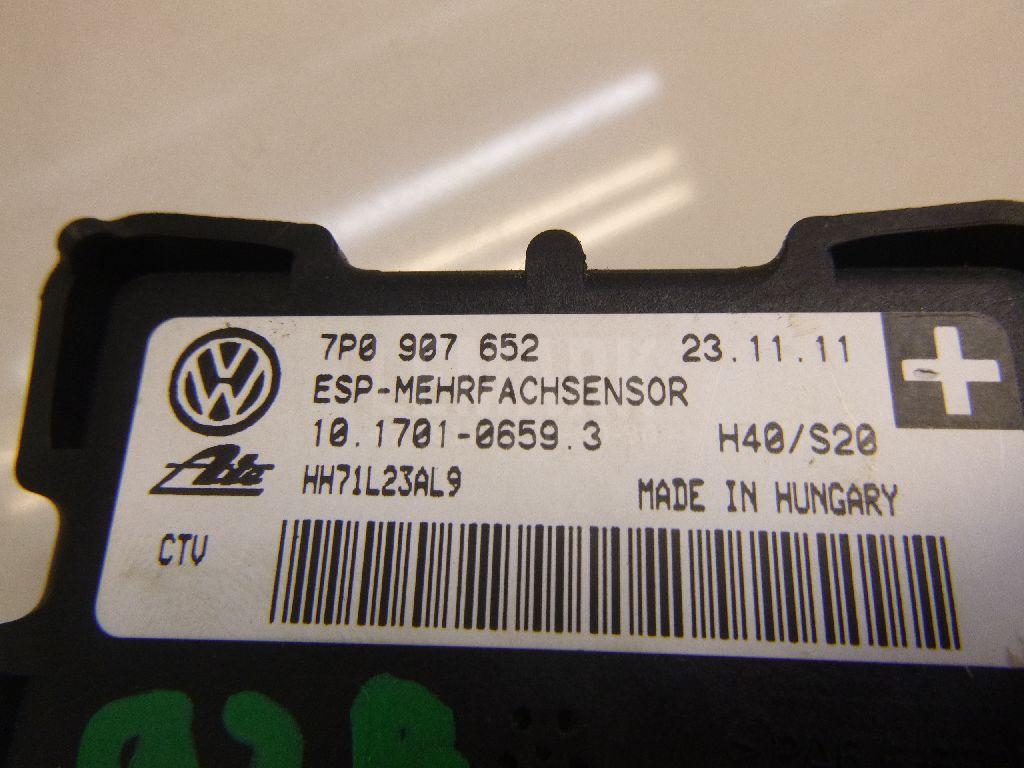 7P0 907 652 23.11.11
ESP-MEHRFACHSENSOR
10.1701-0659.3 H40/S20
Ate HH71L23AL9 MADE IN HUNGARY
CTV